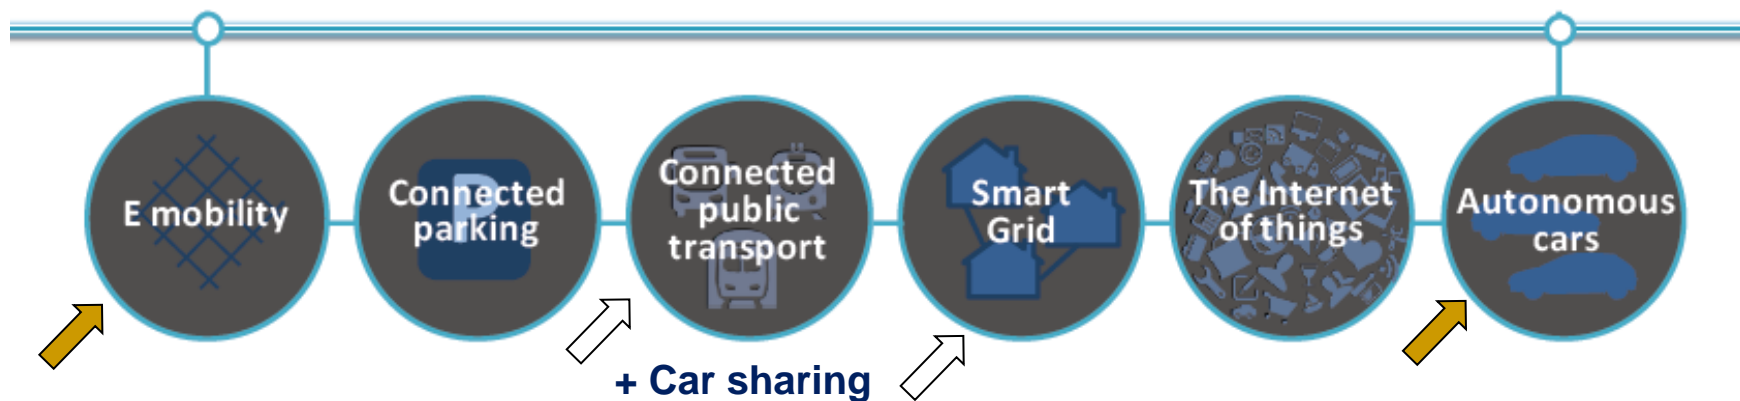 E mobility
Connected
parking
P
Connected
public
transport
Smart
Grid
The Internet
of things
Autonomous
cars
+ Car sharing